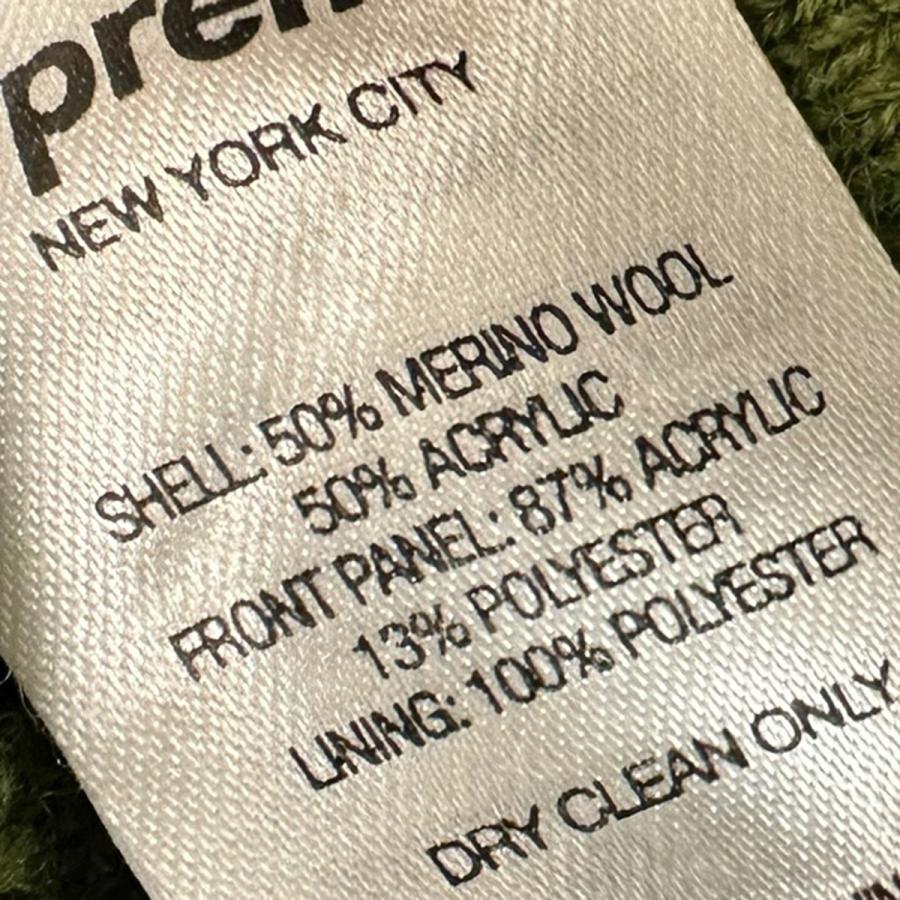 prem
NEW YORK CITY
SHELL: 50% MERINO WOOL
50% ACRYLIC
FRONT PANEL: 87% ACRYLIC
13% POLYESTER
LINING: 100% POLYESTER
DRY CLEAN ONLY